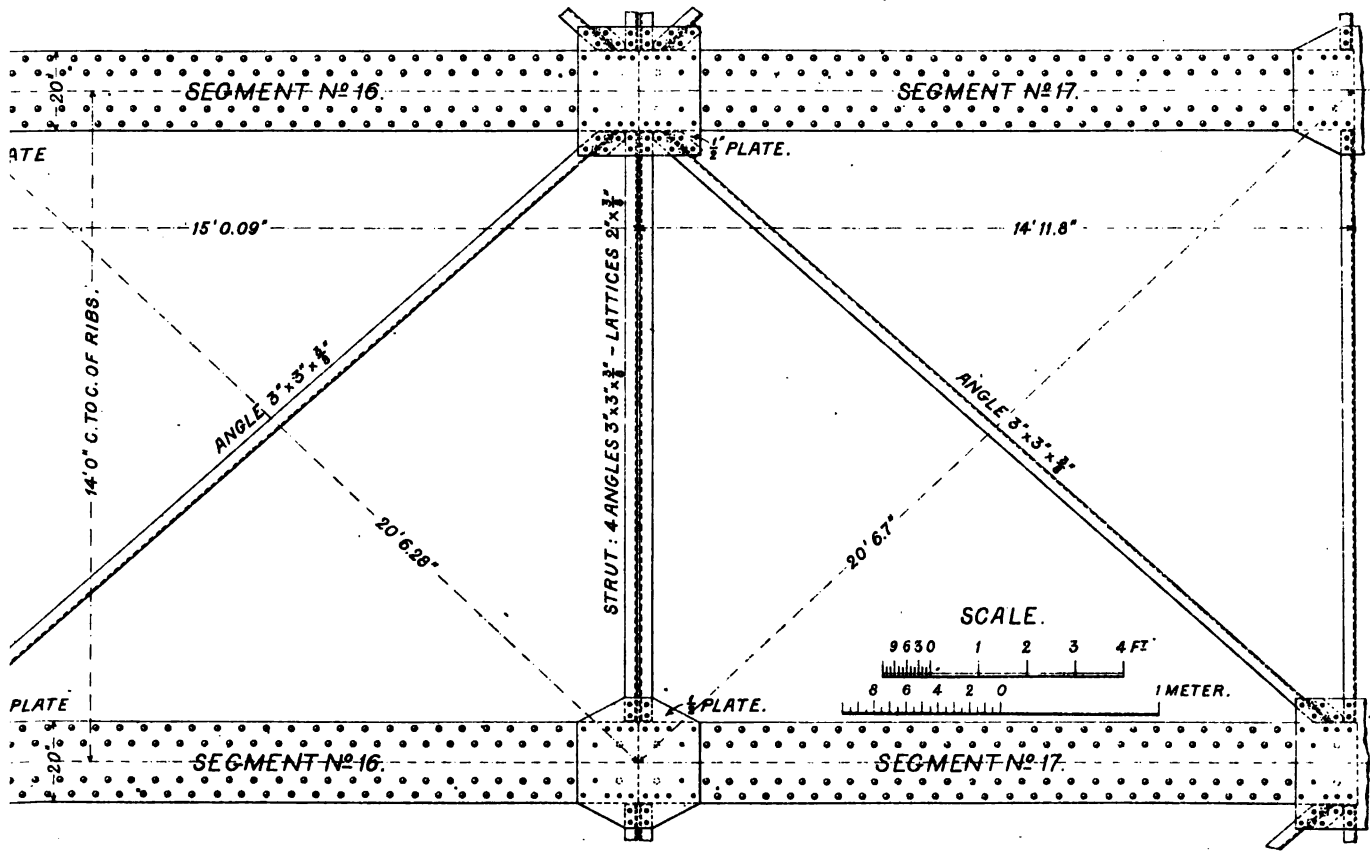 20"
SEGMENT Nº 16.
SEGMENT Nº 17.
ATE
½" PLATE.
15' 0.09"
14' 11.8"
14' 0" C. TO C. OF RIBS.
STRUT : 4 ANGLES 3"x3"x⅜" - LATTICES 2"x⅜"
ANGLE 3"x3"x⅜"
ANGLE 3"x3"x⅜"
20' 6.28"
20' 6.7"
SCALE.
9 6 3 0 1 2 3 4 FT
8 6 4 2 0 1 METER.
PLATE
½" PLATE.
20"
SEGMENT Nº 16.
SEGMENT Nº 17.